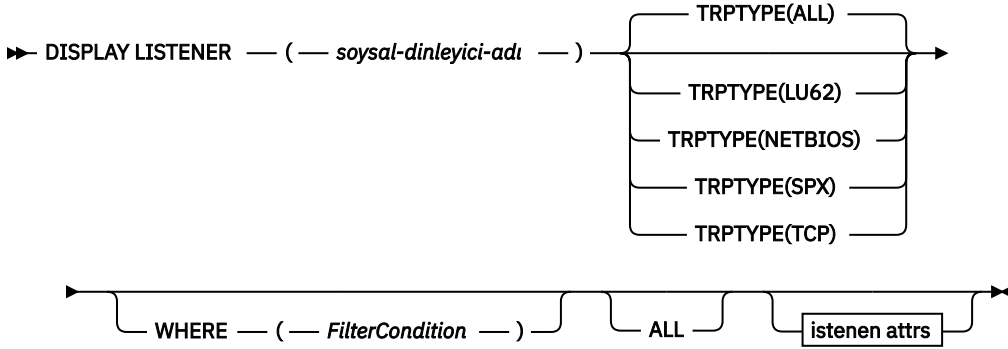 TRPTYPE(ALL)
DISPLAY LISTENER ( soysal-dinleyici-adı )
TRPTYPE(LU62)
TRPTYPE(NETBIOS)
TRPTYPE(SPX)
TRPTYPE(TCP)
WHERE ( FilterCondition ) ALL istenen attrs